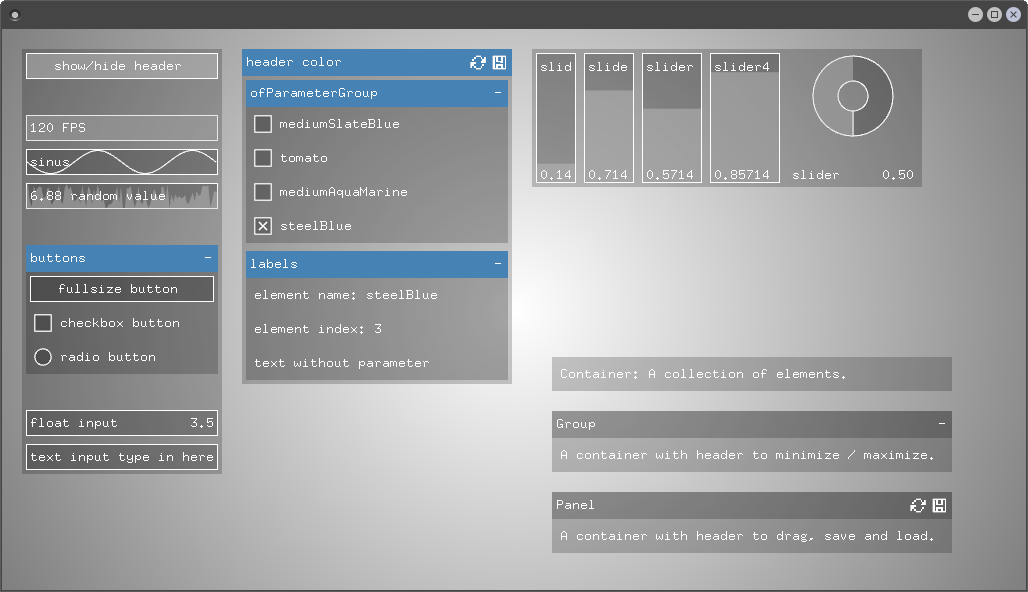 show/hide header
120 FPS
sinus
6.88 random value
buttons
fullsize button
checkbox button
radio button
float input 3.5
text input type in here
header color
ofParameterGroup
mediumSlateBlue
tomato
mediumAquaMarine
steelBlue
labels
element name: steelBlue
element index: 3
text without parameter
slid slide slider slider4
0.14 0.714 0.5714 0.85714 slider 0.50
Container: A collection of elements.
Group
A container with header to minimize / maximize.
Panel
A container with header to drag, save and load.